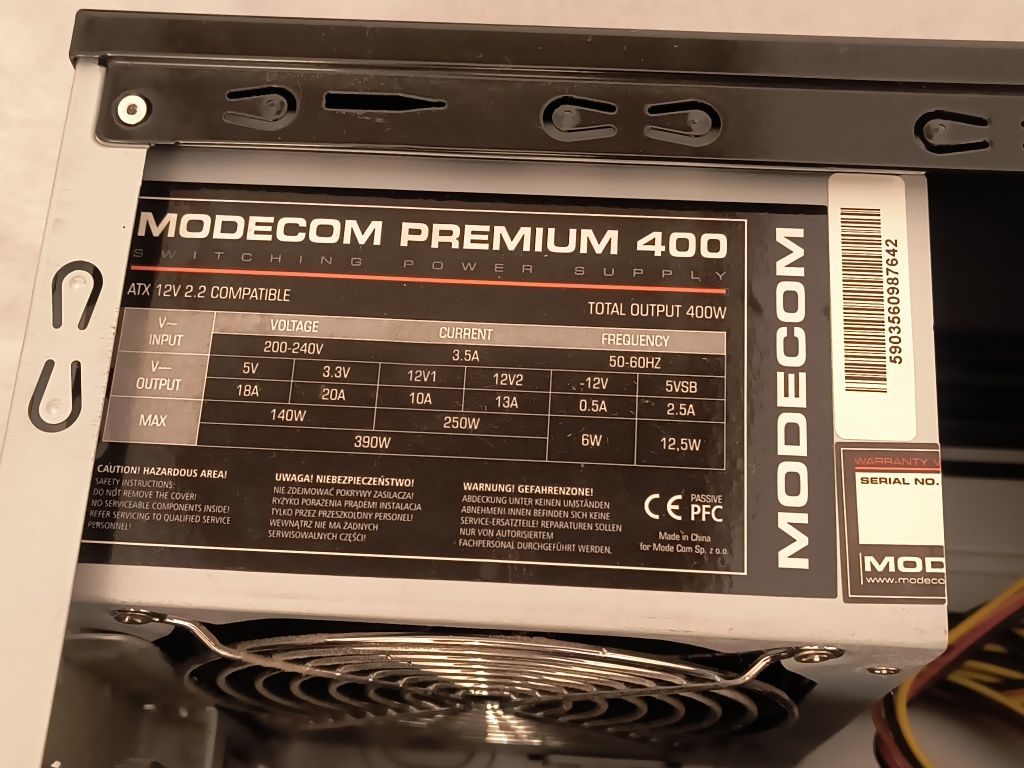 MODECOM PREMIUM 400
SWITCHING POWER SUPPLY
ATX 12V 2.2 COMPATIBLE
TOTAL OUTPUT 400W
V~ INPUT VOLTAGE CURRENT FREQUENCY
200-240V 3.5A 50-60HZ
V--- OUTPUT 5V 3.3V 12V1 12V2 -12V 5VSB
18A 20A 10A 13A 0.5A 2.5A
MAX 140W 250W 6W 12,5W
390W
CAUTION! HAZARDOUS AREA!
SAFETY INSTRUCTIONS:
DO NOT REMOVE THE COVER!
NO SERVICEABLE COMPONENTS INSIDE!
REFER SERVICING TO QUALIFIED SERVICE
PERSONNEL!
UWAGA! NIEBEZPIECZEŃSTWO!
NIE ZDEJMOWAĆ POKRYWY ZASILACZA!
RYZYKO PORAŻENIA PRĄDEM! INSTALACJA
TYLKO PRZEZ PRZESZKOLONY PERSONEL!
WEWNĄTRZ NIE MA ŻADNYCH
SERWISOWALNYCH CZĘŚCI!
WARNUNG! GEFAHRENZONE!
ABDECKUNG UNTER KEINEN UMSTÄNDEN
ABNEHMEN! INNEN BEFINDEN SICH KEINE
SERVICE-ERSATZTEILE! REPARATUREN SOLLEN
NUR VON AUTORISIERTEM
FACHPERSONAL DURCHGEFÜHRT WERDEN.
CE PASSIVE
PFC
Made in China
for Mode Com Sp. z o.o.
MODECOM
5903560987642
WARRANTY V
SERIAL NO.
MOD
www.modeco